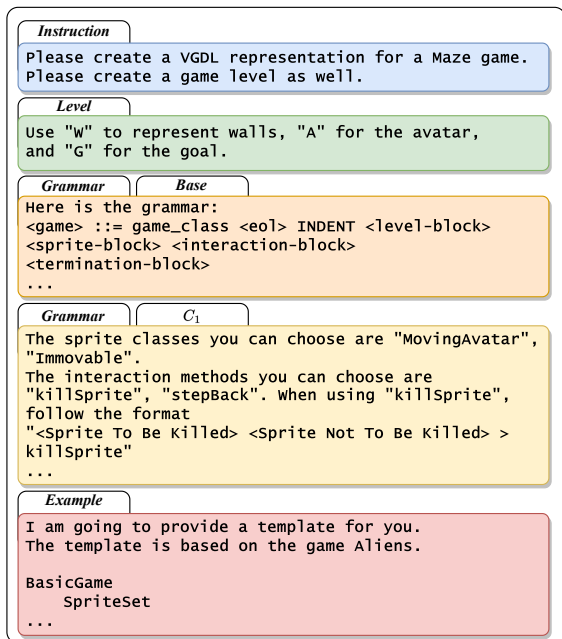 Instruction
Please create a VGDL representation for a Maze game.
Please create a game level as well.
Level
Use "W" to represent walls, "A" for the avatar,
and "G" for the goal.
Grammar Base
Here is the grammar:
<game> ::= game_class <eol> INDENT <level-block>
<sprite-block> <interaction-block>
<termination-block>
...
Grammar C₁
The sprite classes you can choose are "MovingAvatar",
"Immovable".
The interaction methods you can choose are
"killSprite", "stepBack". When using "killSprite",
follow the format
"<Sprite To Be Killed> <Sprite Not To Be Killed> >
killSprite"
...
Example
I am going to provide a template for you.
The template is based on the game Aliens.
BasicGame
SpriteSet
...